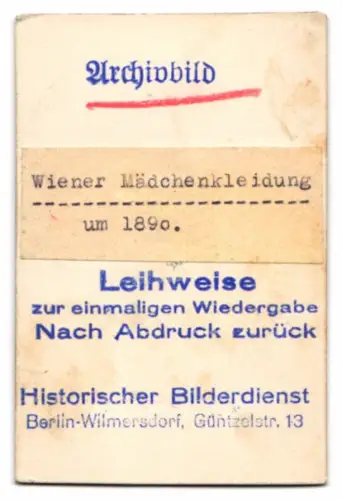 Archivbild
Wiener Mädchenkleidung
um 189o.
Leihweise
zur einmaligen Wiedergabe
Nach Abdruck zurück
Historischer Bilderdienst
Berlin-Wilmersdorf, Güntzelstr. 13